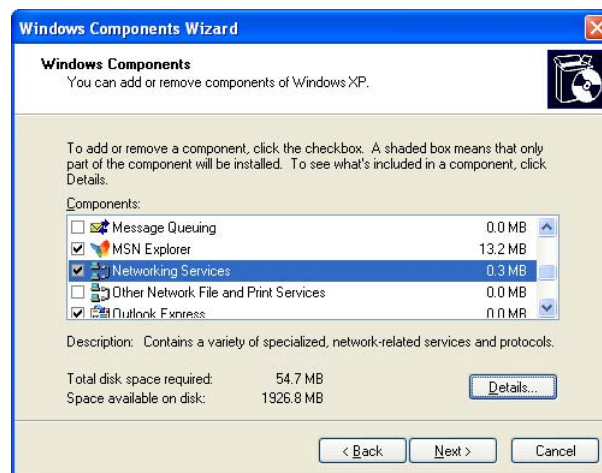 Windows Components Wizard
Windows Components
You can add or remove components of Windows XP.
To add or remove a component, click the checkbox. A shaded box means that only
part of the component will be installed. To see what's included in a component, click
Details.
Components:
Message Queuing 0.0 MB
MSN Explorer 13.2 MB
Networking Services 0.3 MB
Other Network File and Print Services 0.0 MB
Outlook Express 0.0 MB
Description: Contains a variety of specialized, network-related services and protocols.
Total disk space required: 54.7 MB
Space available on disk: 1926.8 MB
Details...
< Back Next > Cancel